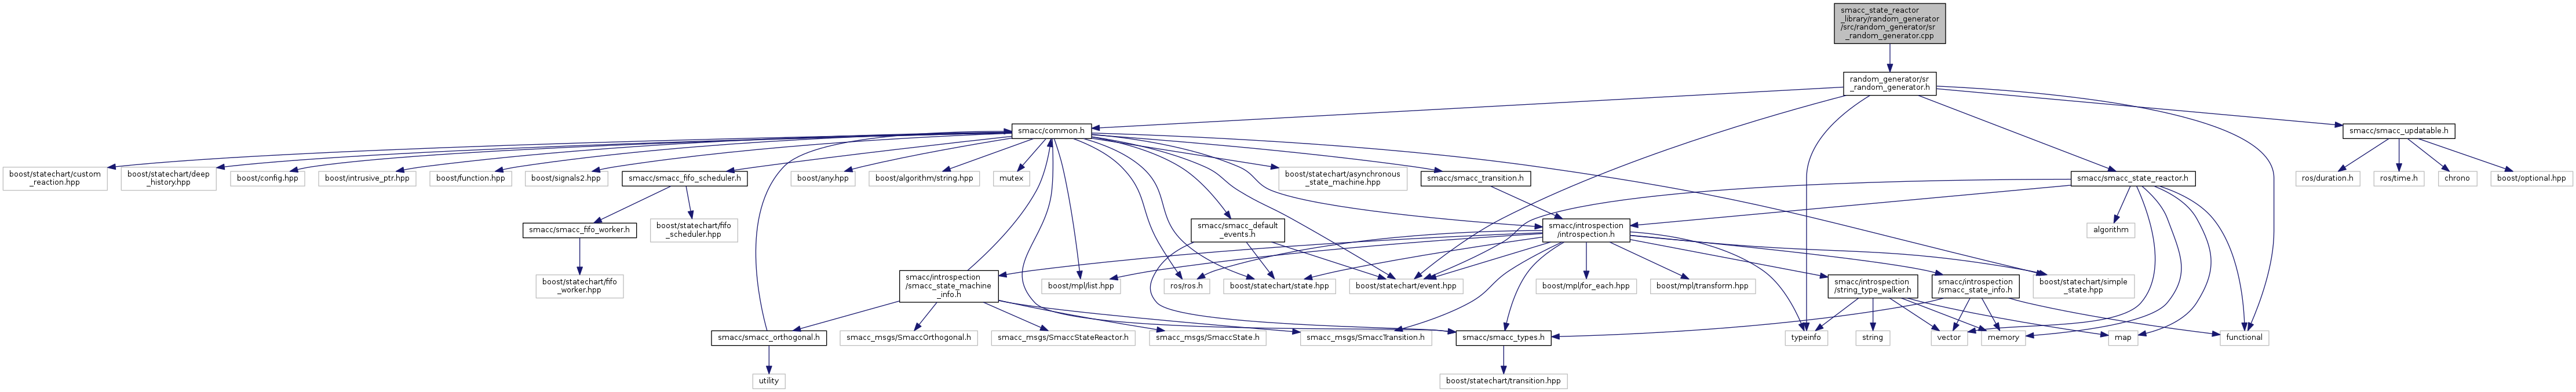 smacc_state_reactor
_library/random_generator
/src/random_generator/sr
_random_generator.cpp
random_generator/sr
_random_generator.h
smacc/common.h
smacc/smacc_updatable.h
boost/statechart/custom
_reaction.hpp
boost/statechart/deep
_history.hpp
boost/config.hpp
boost/intrusive_ptr.hpp
boost/function.hpp
boost/signals2.hpp
smacc/smacc_fifo_scheduler.h
boost/any.hpp
boost/algorithm/string.hpp
mutex
boost/statechart/asynchronous
_state_machine.hpp
smacc/smacc_transition.h
smacc/smacc_state_reactor.h
ros/duration.h
ros/time.h
chrono
boost/optional.hpp
smacc/smacc_fifo_worker.h
boost/statechart/fifo
_scheduler.hpp
smacc/smacc_default
_events.h
smacc/introspection
/introspection.h
algorithm
boost/statechart/fifo
_worker.hpp
smacc/introspection
/smacc_state_machine
_info.h
boost/mpl/list.hpp
ros/ros.h
boost/statechart/state.hpp
boost/statechart/event.hpp
boost/mpl/for_each.hpp
boost/mpl/transform.hpp
smacc/introspection
/string_type_walker.h
smacc/introspection
/smacc_state_info.h
boost/statechart/simple
_state.hpp
smacc/smacc_orthogonal.h
smacc_msgs/SmaccOrthogonal.h
smacc_msgs/SmaccStateReactor.h
smacc_msgs/SmaccState.h
smacc_msgs/SmaccTransition.h
smacc/smacc_types.h
typeinfo
string
vector
memory
map
functional
utility
boost/statechart/transition.hpp